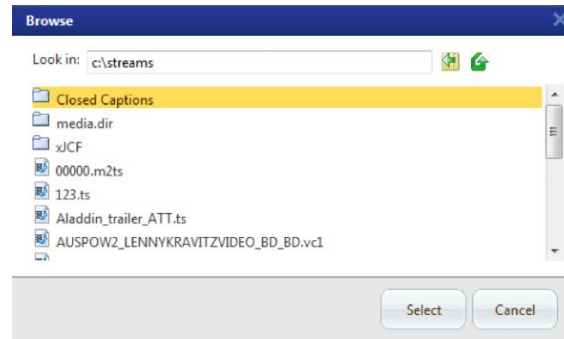 Browse
Look in: c:\streams
Closed Captions
media.dir
xJCF
00000.m2ts
123.ts
Aladdin_trailer_ATT.ts
AUSPOW2_LENNYKRAVITZVIDEO_BD_BD.vc1
Select Cancel